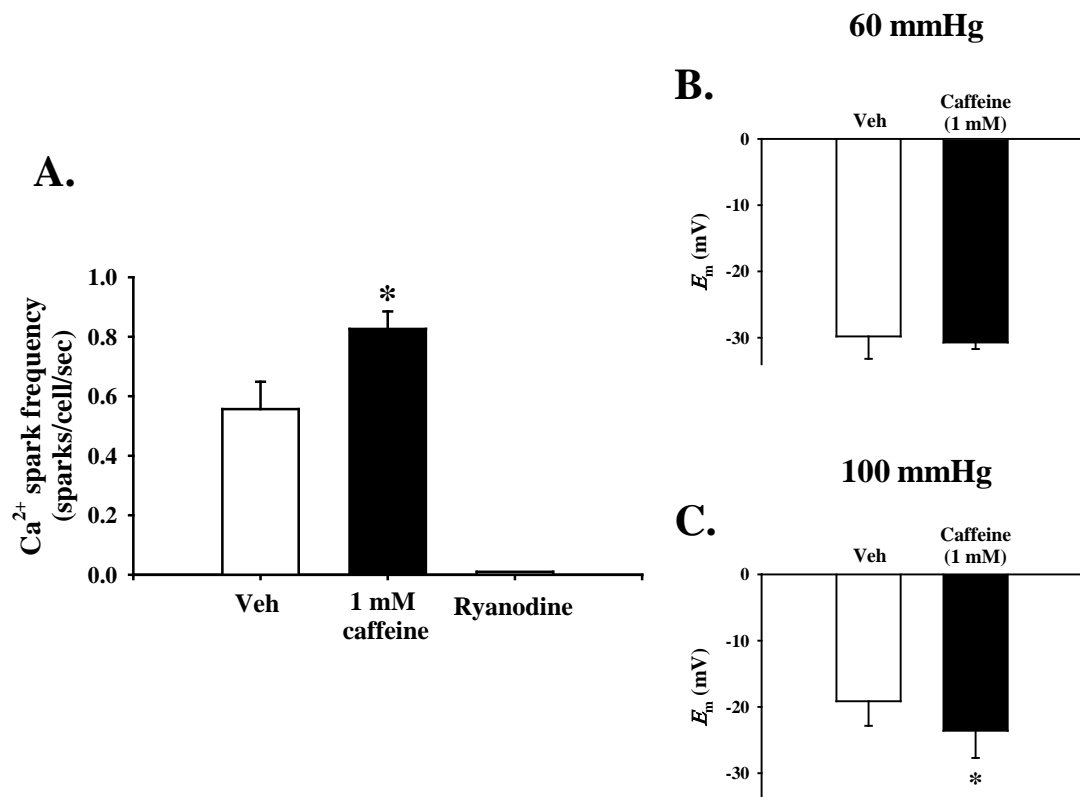 A.
Ca²⁺ spark frequency
(sparks/cell/sec)
1.0
0.8
0.6
0.4
0.2
0.0
*
Veh
1 mM
caffeine
Ryanodine
60 mmHg
B.
Veh
Caffeine
(1 mM)
Eₘ (mV)
0
-10
-20
-30
100 mmHg
C.
Veh
Caffeine
(1 mM)
Eₘ (mV)
0
-10
-20
-30
*